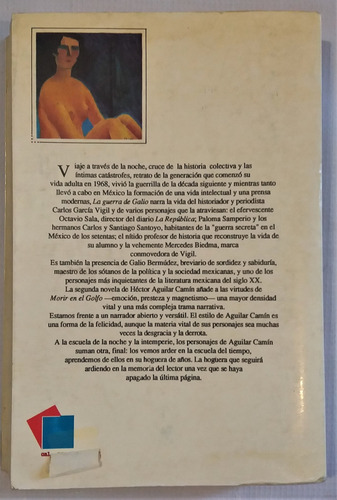 Viaje a través de la noche, cruce de la historia colectiva y las
íntimas catástrofes, retrato de la generación que comenzó su
vida adulta en 1968, vivió la guerrilla de la década siguiente y mientras tanto
llevó a cabo en México la formación de una vida intelectual y una prensa
modernas, La guerra de Galio narra la vida del historiador y periodista
Carlos García Vigil y de varios personajes que la atraviesan: el efervescente
Octavio Sala, director del diario La República; Paloma Samperio y los
hermanos Carlos y Santiago Santoyo, habitantes de la "guerra secreta" en el
México de los setentas; el nítido profesor de historia que reconstruye la vida de
su alumno y la vehemente Mercedes Biedma, marca
conmovedora de Vigil.
Es también la presencia de Galio Bermúdez, breviario de sordidez y sabiduría,
maestro de los sótanos de la política y la sociedad mexicanas, y uno de los
personajes más inquietantes de la literatura mexicana del siglo XX.
La segunda novela de Héctor Aguilar Camín añade a las virtudes de
Morir en el Golfo —emoción, presteza y magnetismo— una mayor densidad
vital y una más compleja trama narrativa.
Estamos frente a un narrador abierto y versátil. El estilo de Aguilar Camín es
una forma de la felicidad, aunque la materia vital de sus personajes sea muchas
veces la desgracia y la derrota.
A la escuela de la noche y la intemperie, los personajes de Aguilar Camín
suman otra, final: los vemos arder en la escuela del tiempo,
aprendemos de ellos en su hoguera de años. La hoguera que seguirá
ardiendo en la memoria del lector una vez que se haya
apagado la última página.